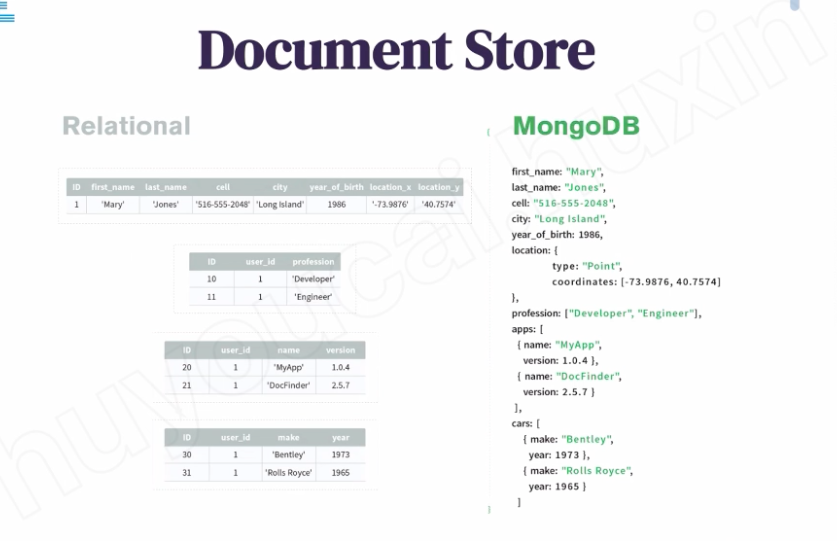 Document Store
Relational
ID first_name last_name cell city year_of_birth location_x location_y
1 'Mary' 'Jones' '516-555-2048' 'Long Island' 1986 '-73.9876' '40.7574'
ID user_id profession
10 1 'Developer'
11 1 'Engineer'
ID user_id name version
20 1 'MyApp' 1.0.4
21 1 'DocFinder' 2.5.7
ID user_id make year
30 1 'Bentley' 1973
31 1 'Rolls Royce' 1965
MongoDB
{
first_name: "Mary",
last_name: "Jones",
cell: "516-555-2048",
city: "Long Island",
year_of_birth: 1986,
location: {
type: "Point",
coordinates: [-73.9876, 40.7574]
},
profession: ["Developer", "Engineer"],
apps: [
{ name: "MyApp",
version: 1.0.4 },
{ name: "DocFinder",
version: 2.5.7 }
],
cars: [
{ make: "Bentley",
year: 1973 },
{ make: "Rolls Royce",
year: 1965 }
]
huyoucai huxin